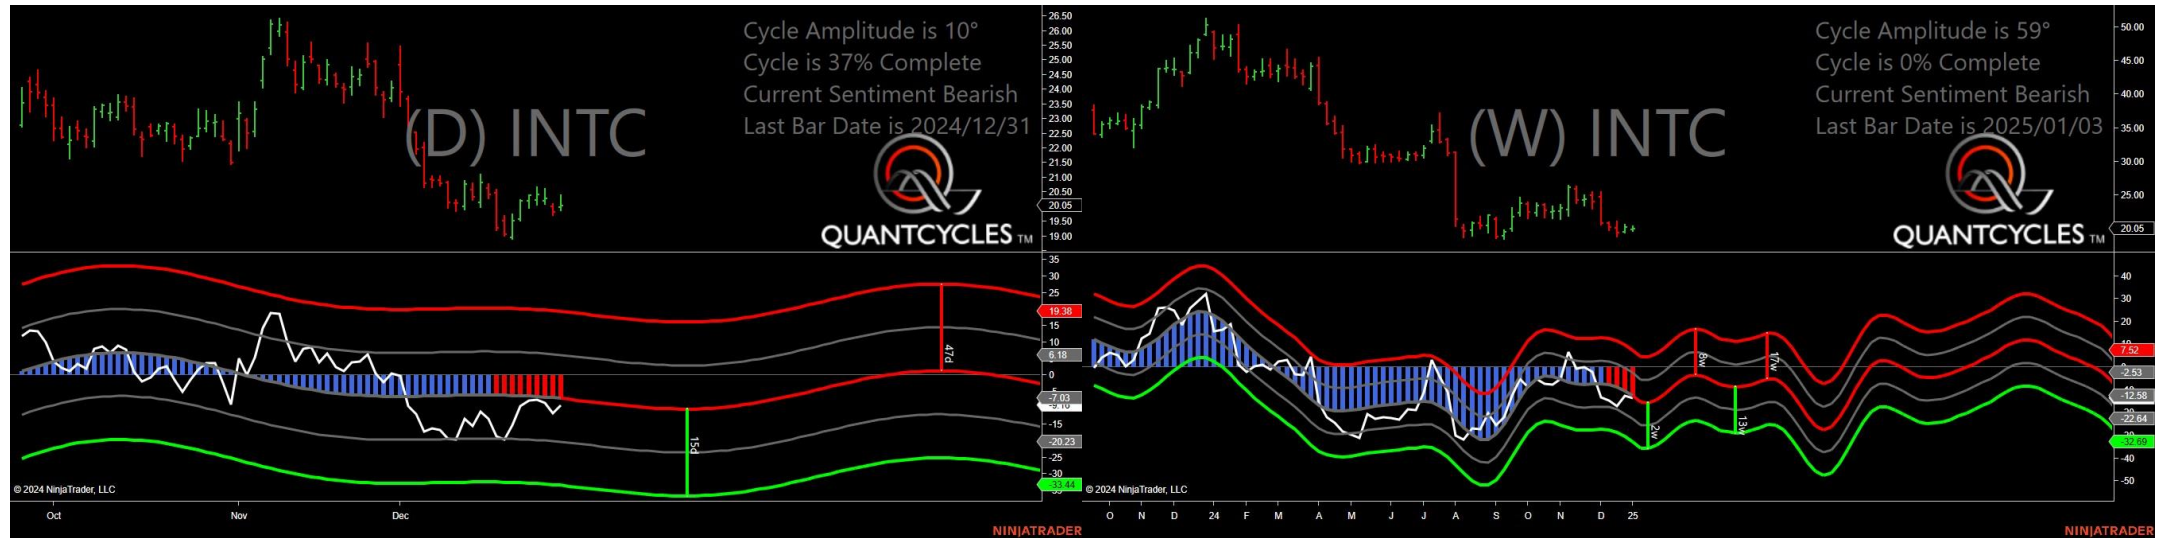 Cycle Amplitude is 10°
Cycle is 37% Complete
Current Sentiment Bearish
Last Bar Date is 2024/12/31
(D) INTC
QUANTCYCLES TM
26.50
26.00
25.50
25.00
24.50
24.00
23.50
23.00
22.50
22.00
21.50
21.00
20.50
20.05
19.50
19.00
35
30
25
19.38
15
10
6.18
0
-7.03
-15
-20.23
-25
-30
-33.44
47d
15d
© 2024 NinjaTrader, LLC
Oct Nov Dec
NINJATRADER
Cycle Amplitude is 59°
Cycle is 0% Complete
Current Sentiment Bearish
Last Bar Date is 2025/01/03
(W) INTC
QUANTCYCLES TM
50.00
45.00
40.00
35.00
30.00
25.00
20.05
40
30
20
7.52
0
-2.53
-12.58
-22.64
-32.69
-40
-50
8w
17w
2w
13w
© 2024 NinjaTrader, LLC
O N D 24 F M A M J J A S O N D 25
NINJATRADER